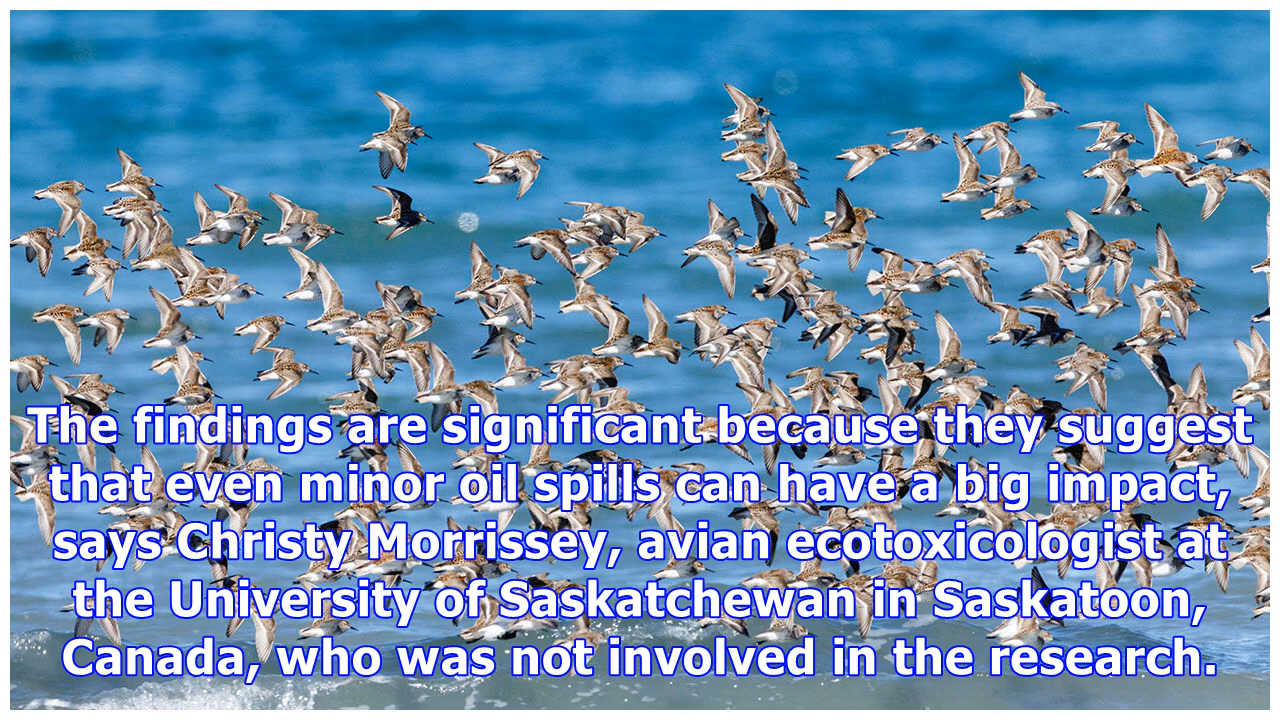 The findings are significant because they suggest
that even minor oil spills can have a big impact,
says Christy Morrissey, avian ecotoxicologist at
the University of Saskatchewan in Saskatoon,
Canada, who was not involved in the research.